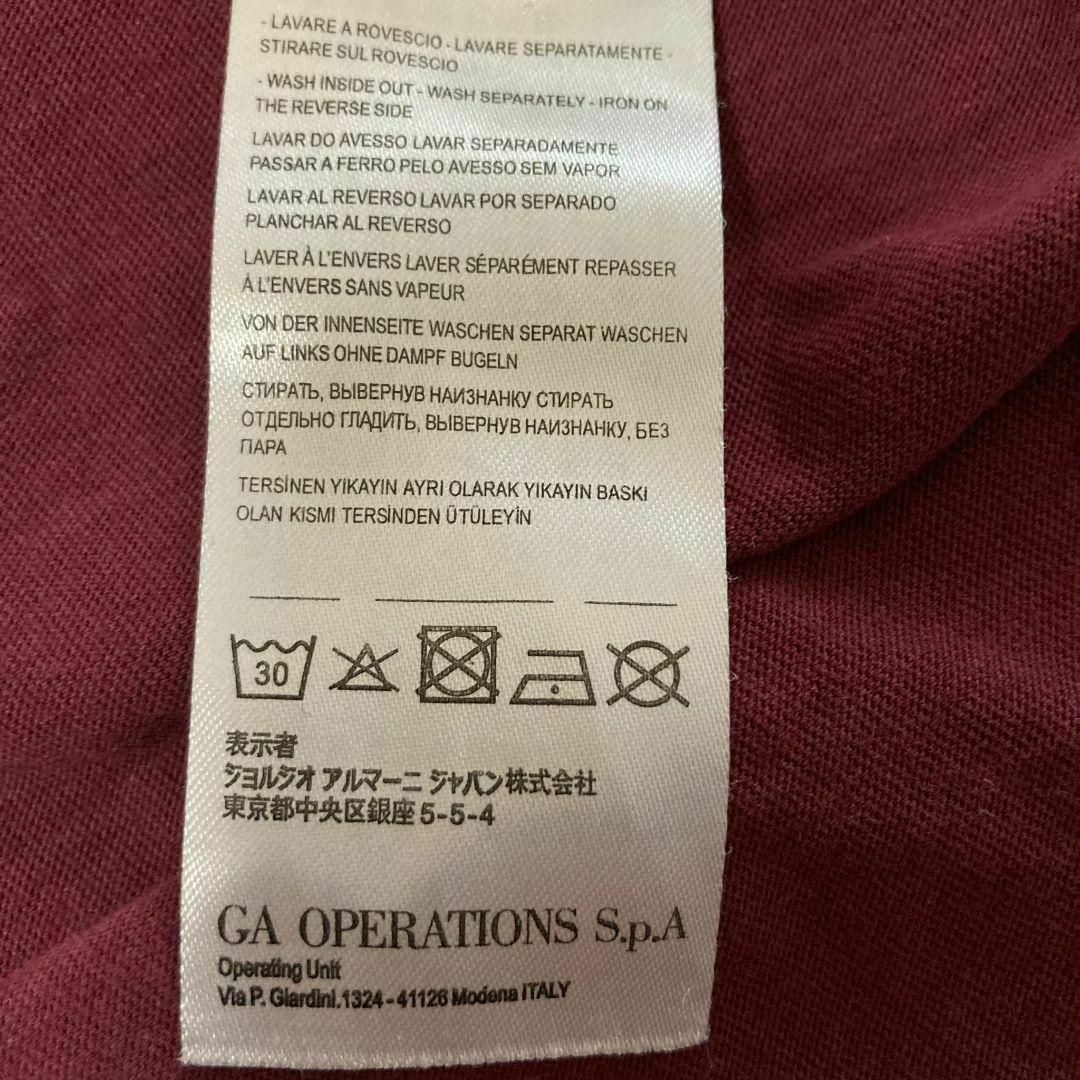 - LAVARE A ROVESCIO - LAVARE SEPARATAMENTE -
STIRARE SUL ROVESCIO
- WASH INSIDE OUT - WASH SEPARATELY - IRON ON
THE REVERSE SIDE
LAVAR DO AVESSO LAVAR SEPARADAMENTE
PASSAR A FERRO PELO AVESSO SEM VAPOR
LAVAR AL REVERSO LAVAR POR SEPARADO
PLANCHAR AL REVERSO
LAVER À L'ENVERS LAVER SÉPARÉMENT REPASSER
À L'ENVERS SANS VAPEUR
VON DER INNENSEITE WASCHEN SEPARAT WASCHEN
AUF LINKS OHNE DAMPF BUGELN
СТИРАТЬ, ВЫВЕРНУВ НАИЗНАНКУ СТИРАТЬ
ОТДЕЛЬНО ГЛАДИТЬ, ВЫВЕРНУВ НАИЗНАНКУ, БЕЗ
ПАРА
TERSİNEN YIKAYIN AYRI OLARAK YIKAYIN BASKI
OLAN KISMI TERSİNDEN ÜTÜLEYİN
30
表示者
ジョルジオ アルマーニ ジャパン株式会社
東京都中央区銀座5-5-4
GA OPERATIONS S.p.A
Operating Unit
Via P. Giardini.1324 - 41126 Modena ITALY